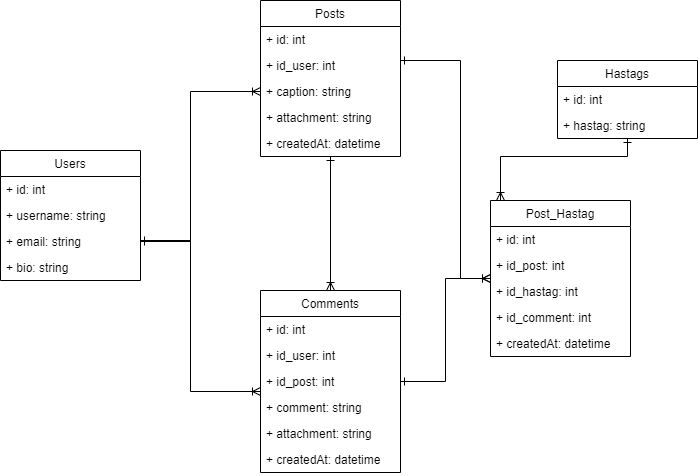 Posts
+ id: int
+ id_user: int
+ caption: string
+ attachment: string
+ createdAt: datetime
Hastags
+ id: int
+ hastag: string
Users
+ id: int
+ username: string
+ email: string
+ bio: string
Post_Hastag
+ id: int
+ id_post: int
+ id_hastag: int
+ id_comment: int
+ createdAt: datetime
Comments
+ id: int
+ id_user: int
+ id_post: int
+ comment: string
+ attachment: string
+ createdAt: datetime